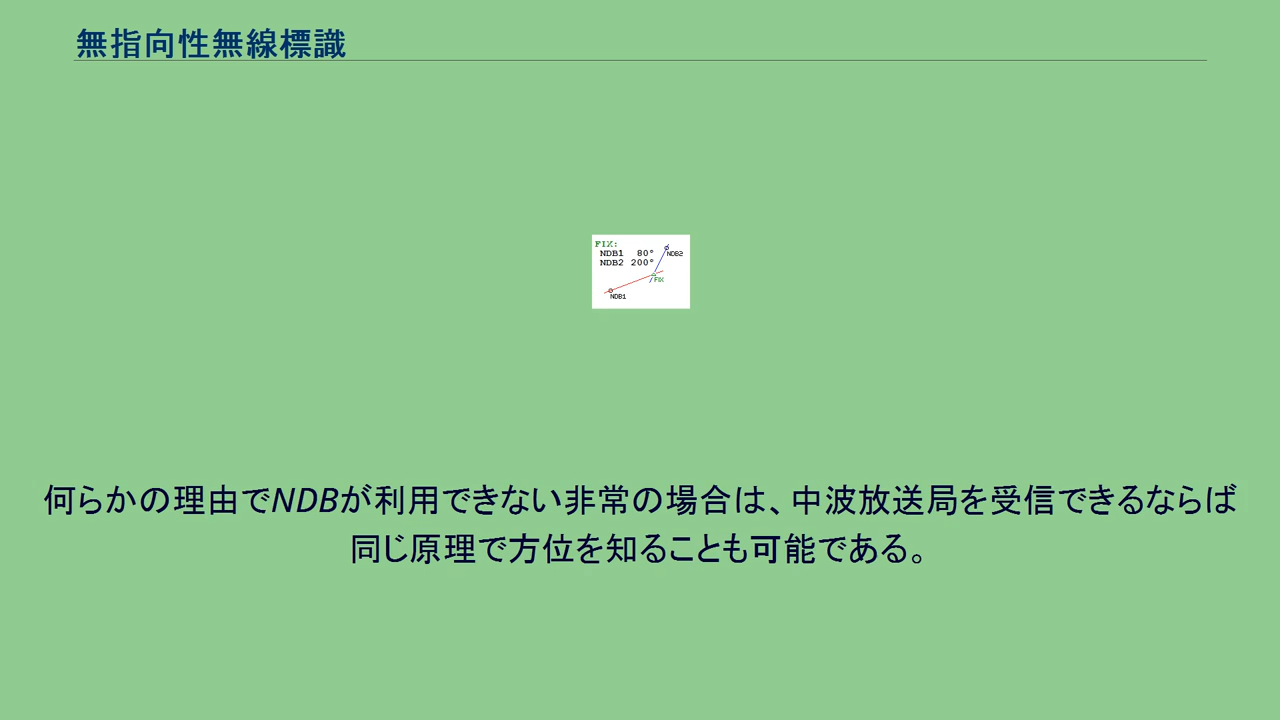 無指向性無線標識
FIX:
NDB1 80°
NDB2 200°
NDB2
FIX
NDB1
何らかの理由でNDBが利用できない非常の場合は、中波放送局を受信できるならば
同じ原理で方位を知ることも可能である。